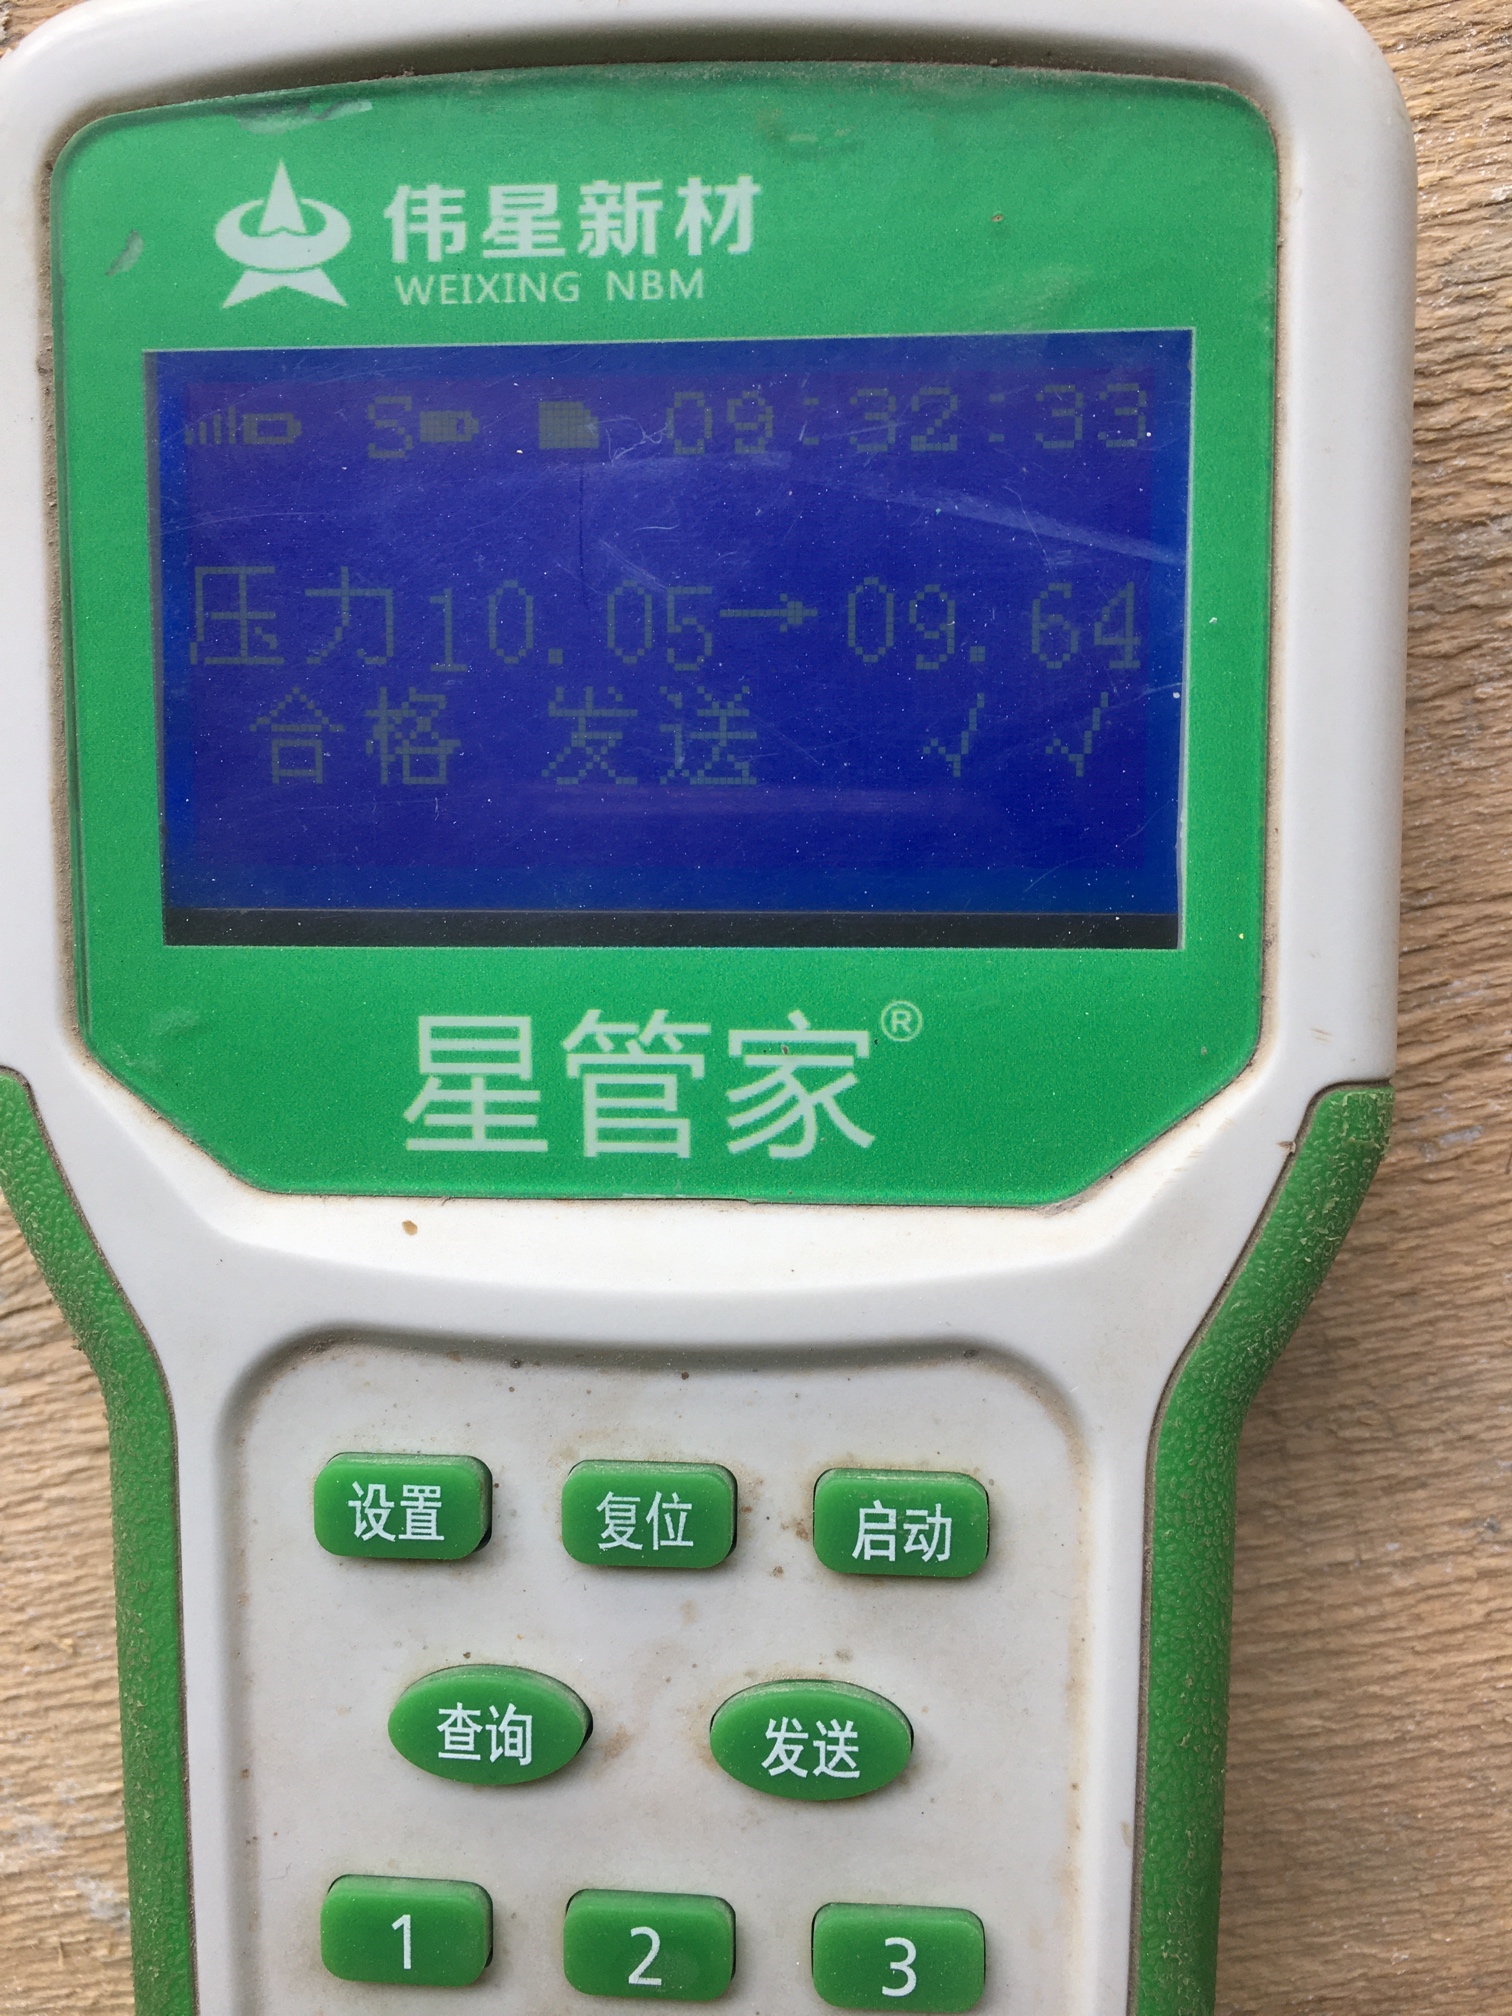 伟星新材
WEIXING NBM
S 09:32:33
压力10.05→09.64
合格 发送 √√
星管家®
设置 复位 启动
查询 发送
1 2 3